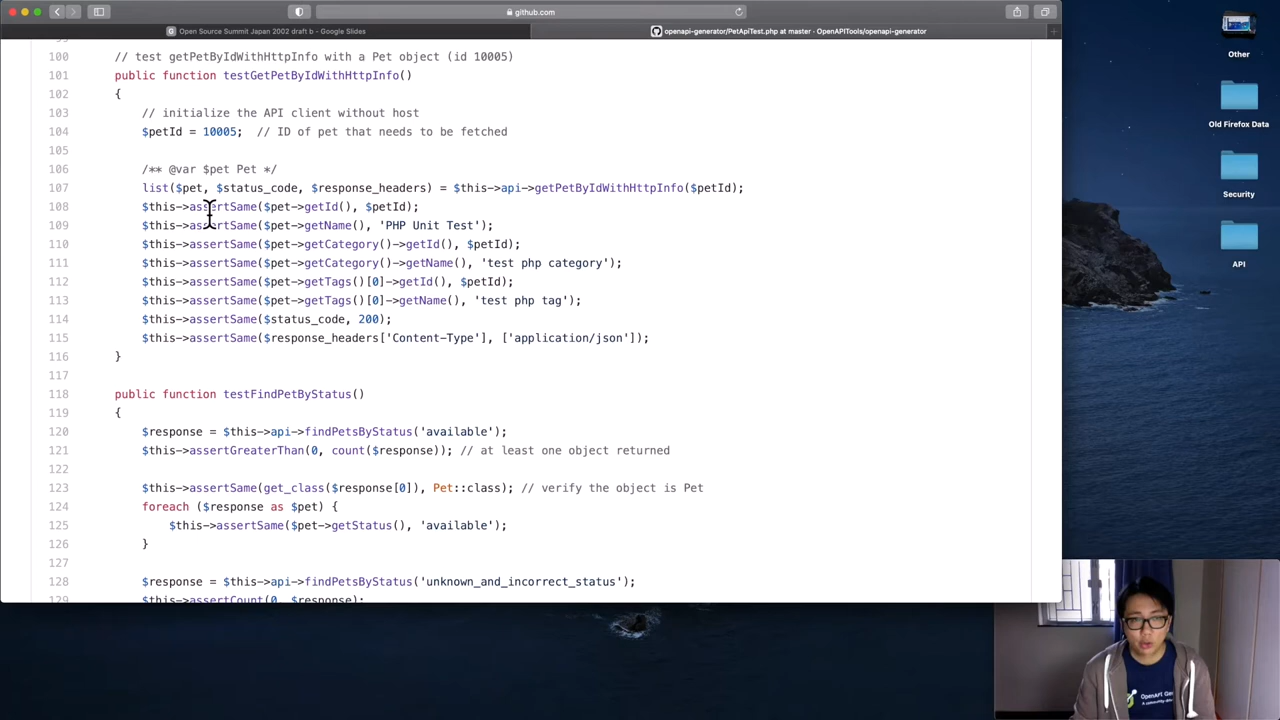 github.com
Open Source Summit Japan 2002 draft b - Google Slides
openapi-generator/PetApiTest.php at master · OpenAPITools/openapi-generator
100 // test getPetByIdWithHttpInfo with a Pet object (id 10005)
101 public function testGetPetByIdWithHttpInfo()
102 {
103 // initialize the API client without host
104 $petId = 10005; // ID of pet that needs to be fetched
105
106 /** @var $pet Pet */
107 list($pet, $status_code, $response_headers) = $this->api->getPetByIdWithHttpInfo($petId);
108 $this->assertSame($pet->getId(), $petId);
109 $this->assertSame($pet->getName(), 'PHP Unit Test');
110 $this->assertSame($pet->getCategory()->getId(), $petId);
111 $this->assertSame($pet->getCategory()->getName(), 'test php category');
112 $this->assertSame($pet->getTags()[0]->getId(), $petId);
113 $this->assertSame($pet->getTags()[0]->getName(), 'test php tag');
114 $this->assertSame($status_code, 200);
115 $this->assertSame($response_headers['Content-Type'], ['application/json']);
116 }
117
118 public function testFindPetByStatus()
119 {
120 $response = $this->api->findPetsByStatus('available');
121 $this->assertGreaterThan(0, count($response)); // at least one object returned
122
123 $this->assertSame(get_class($response[0]), Pet::class); // verify the object is Pet
124 foreach ($response as $pet) {
125 $this->assertSame($pet->getStatus(), 'available');
126 }
127
128 $response = $this->api->findPetsByStatus('unknown_and_incorrect_status');
129 $this->assertCount(0, $response);
Other
Old Firefox Data
Security
API
OpenAPI Ge